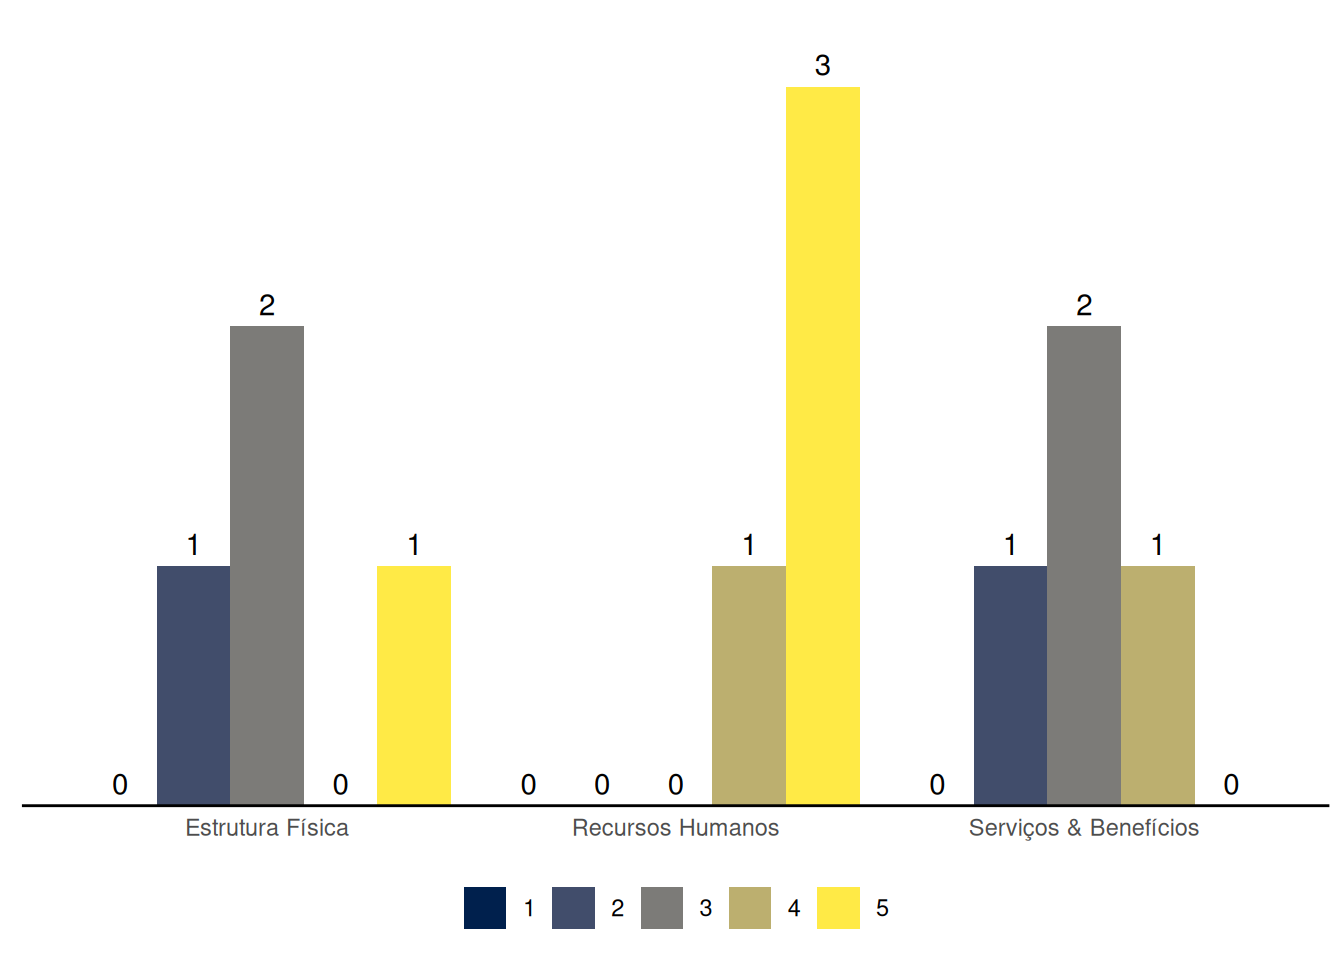 3
2 2
1 1 1 1 1
0 0 0 0 0 0 0
Estrutura Física Recursos Humanos Serviços & Benefícios
1 2 3 4 5